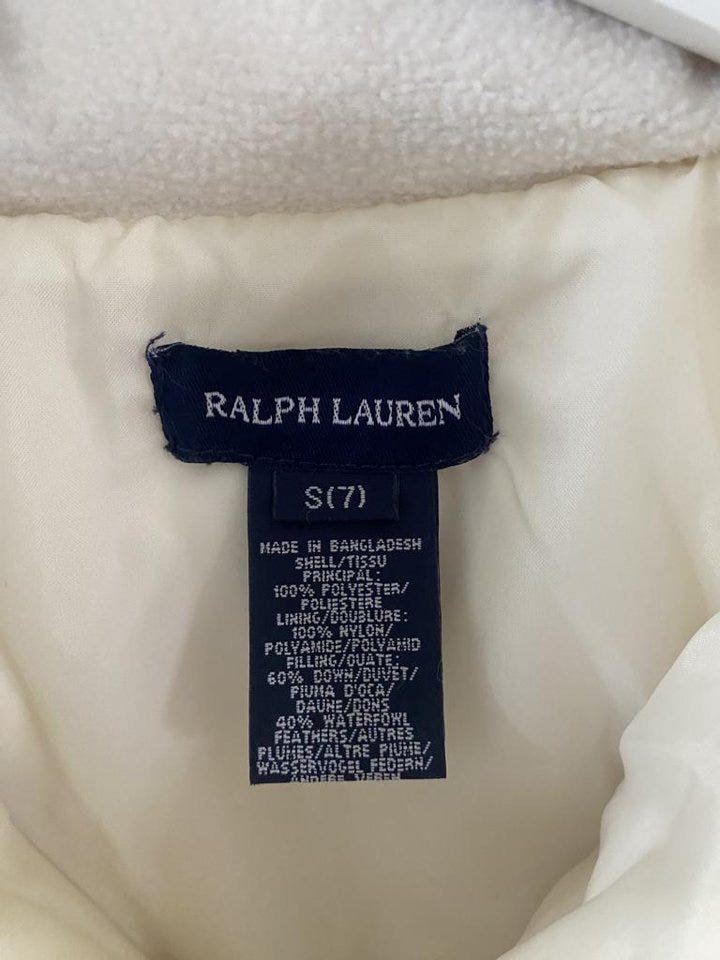 RALPH LAUREN
S(7)
MADE IN BANGLADESH
SHELL/TISSU
PRINCIPAL:
100% POLYESTER/
POLIESTERE
LINING/DOUBLURE:
100% NYLON/
POLYAMIDE/POLYAMID
FILLING/OUATE:
60% DOWN/DUVET/
PIUMA D'OCA/
DAUNE/DONS
40% WATERFOWL
FEATHERS/AUTRES
PLUMES/ALTRE PIUME/
WASSERVOGEL FEDERN/
ANDERE